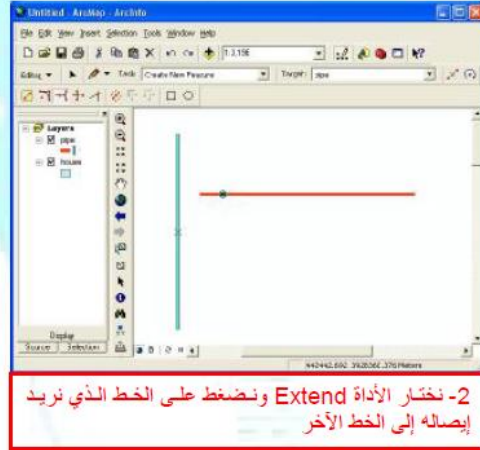 Untitled - ArcMap - ArcInfo
File Edit View Insert Selection Tools Window Help
1:3,156
Editor Task: Create New Feature Target: pipe
Layers
pipe
house
Display
Source Selection
Meters
2- نختار الأداة Extend ونضغط على الخط الذي نريد
إيصاله إلى الخط الآخر